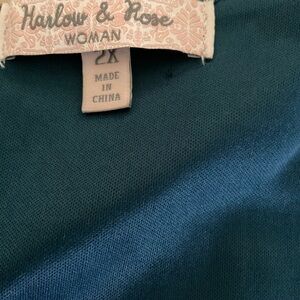 Harlow & Rose
WOMAN
2X
MADE
IN
CHINA